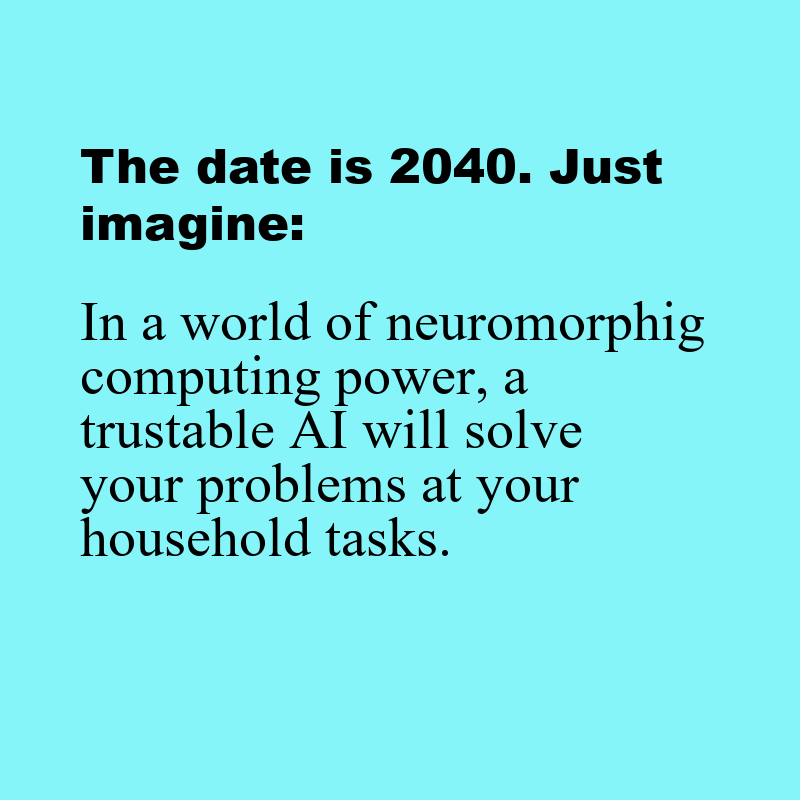 The date is 2040. Just
imagine:
In a world of neuromorphig
computing power, a
trustable AI will solve
your problems at your
household tasks.